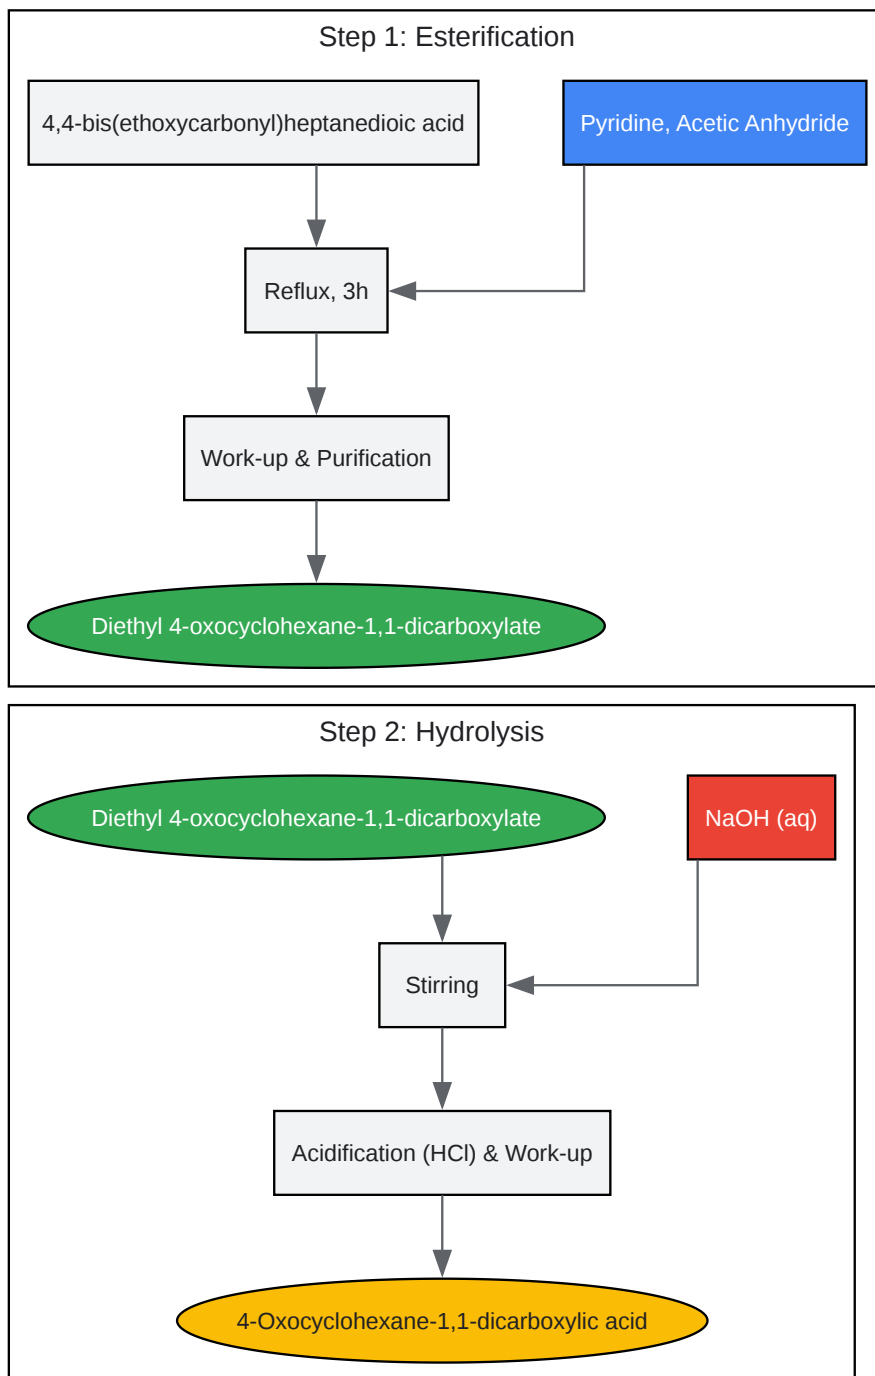 Step 1: Esterification
4,4-bis(ethoxycarbonyl)heptanedioic acid
Pyridine, Acetic Anhydride
Reflux, 3h
Work-up & Purification
Diethyl 4-oxocyclohexane-1,1-dicarboxylate
Step 2: Hydrolysis
Diethyl 4-oxocyclohexane-1,1-dicarboxylate
NaOH (aq)
Stirring
Acidification (HCl) & Work-up
4-Oxocyclohexane-1,1-dicarboxylic acid